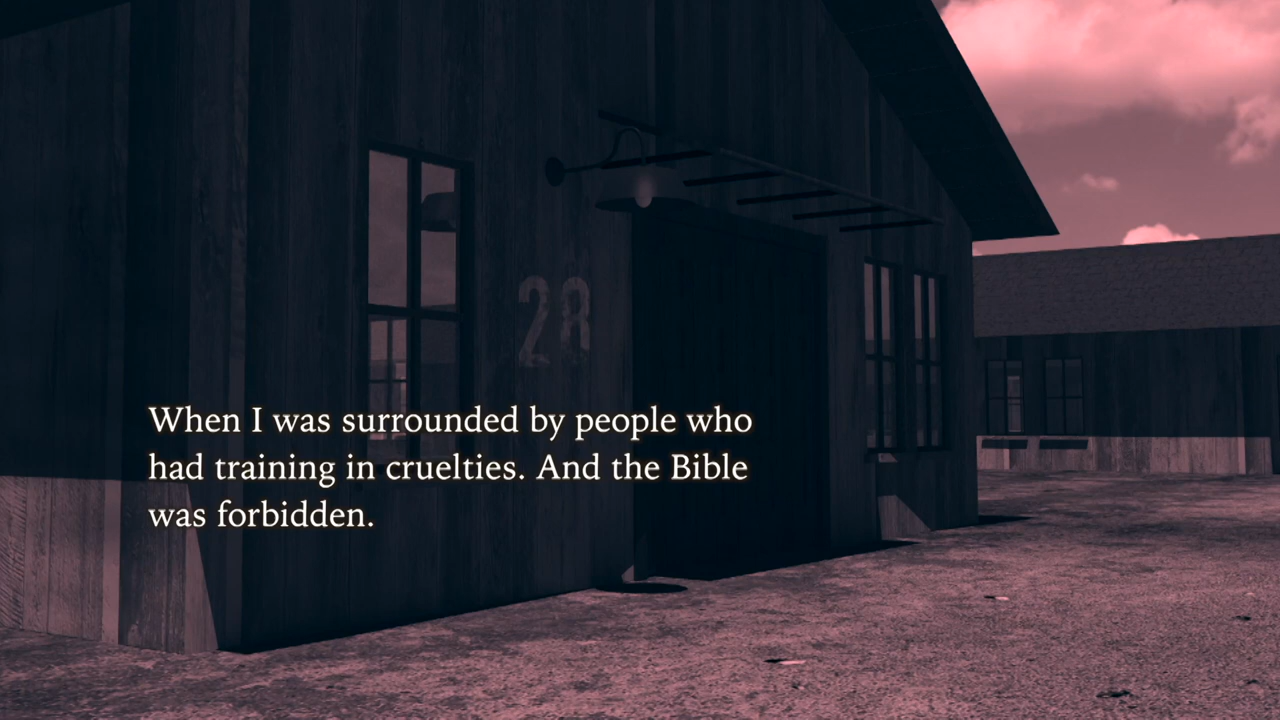 28
When I was surrounded by people who
had training in cruelties. And the Bible
was forbidden.